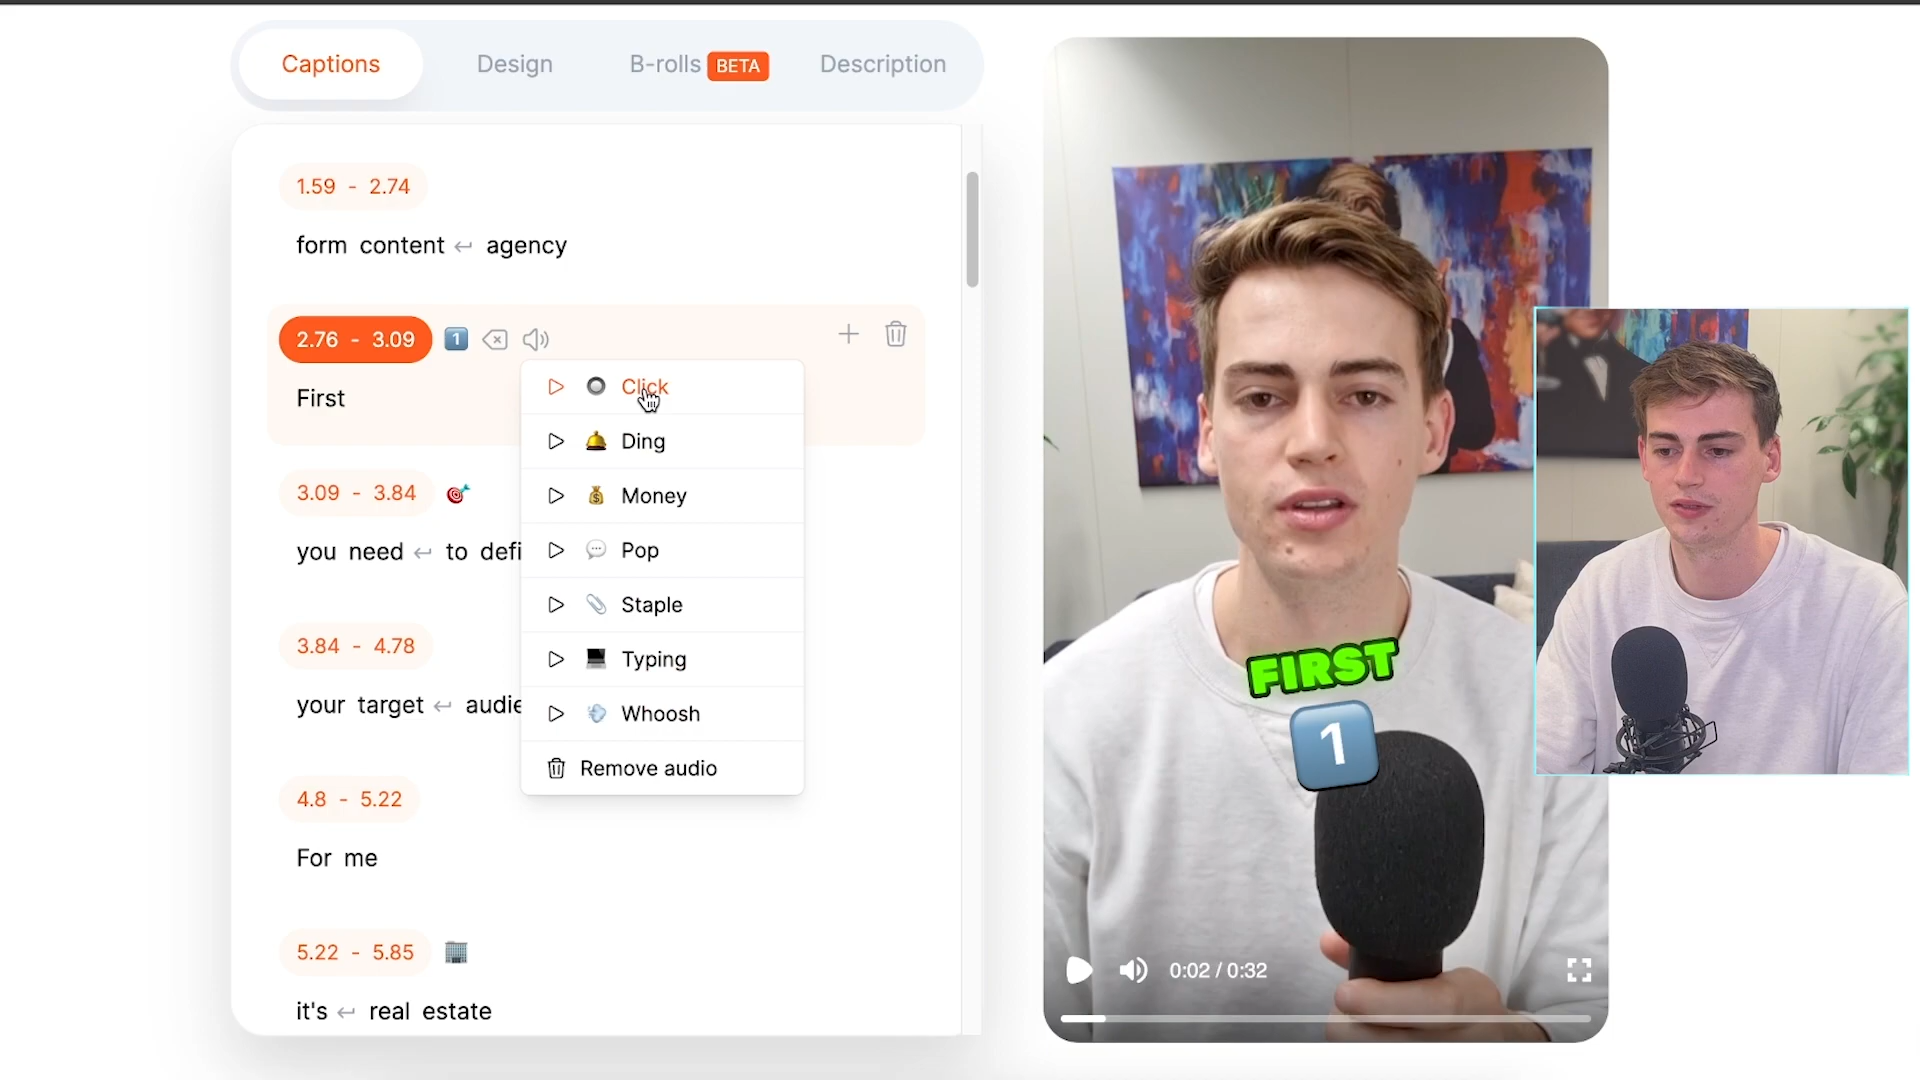 Captions Design B-rolls BETA Description
1.59 - 2.74
form content ↩ agency
2.76 - 3.09 1
First
Click
Ding
Money
Pop
Staple
Typing
Whoosh
Remove audio
3.09 - 3.84
you need ↩ to defi
3.84 - 4.78
your target ↩ audie
4.8 - 5.22
For me
5.22 - 5.85
it's ↩ real estate
FIRST
1
0:02 / 0:32